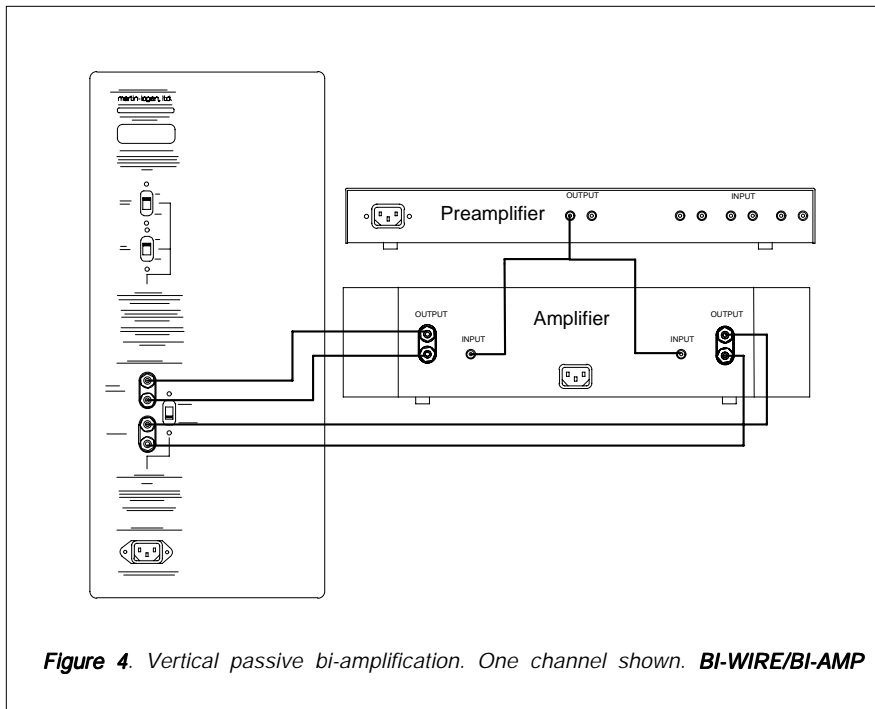 martin-logan, ltd.
OUTPUT
INPUT
Preamplifier
OUTPUT
Amplifier
OUTPUT
INPUT
INPUT
Figure 4. Vertical passive bi-amplification. One channel shown. BI-WIRE/BI-AMP